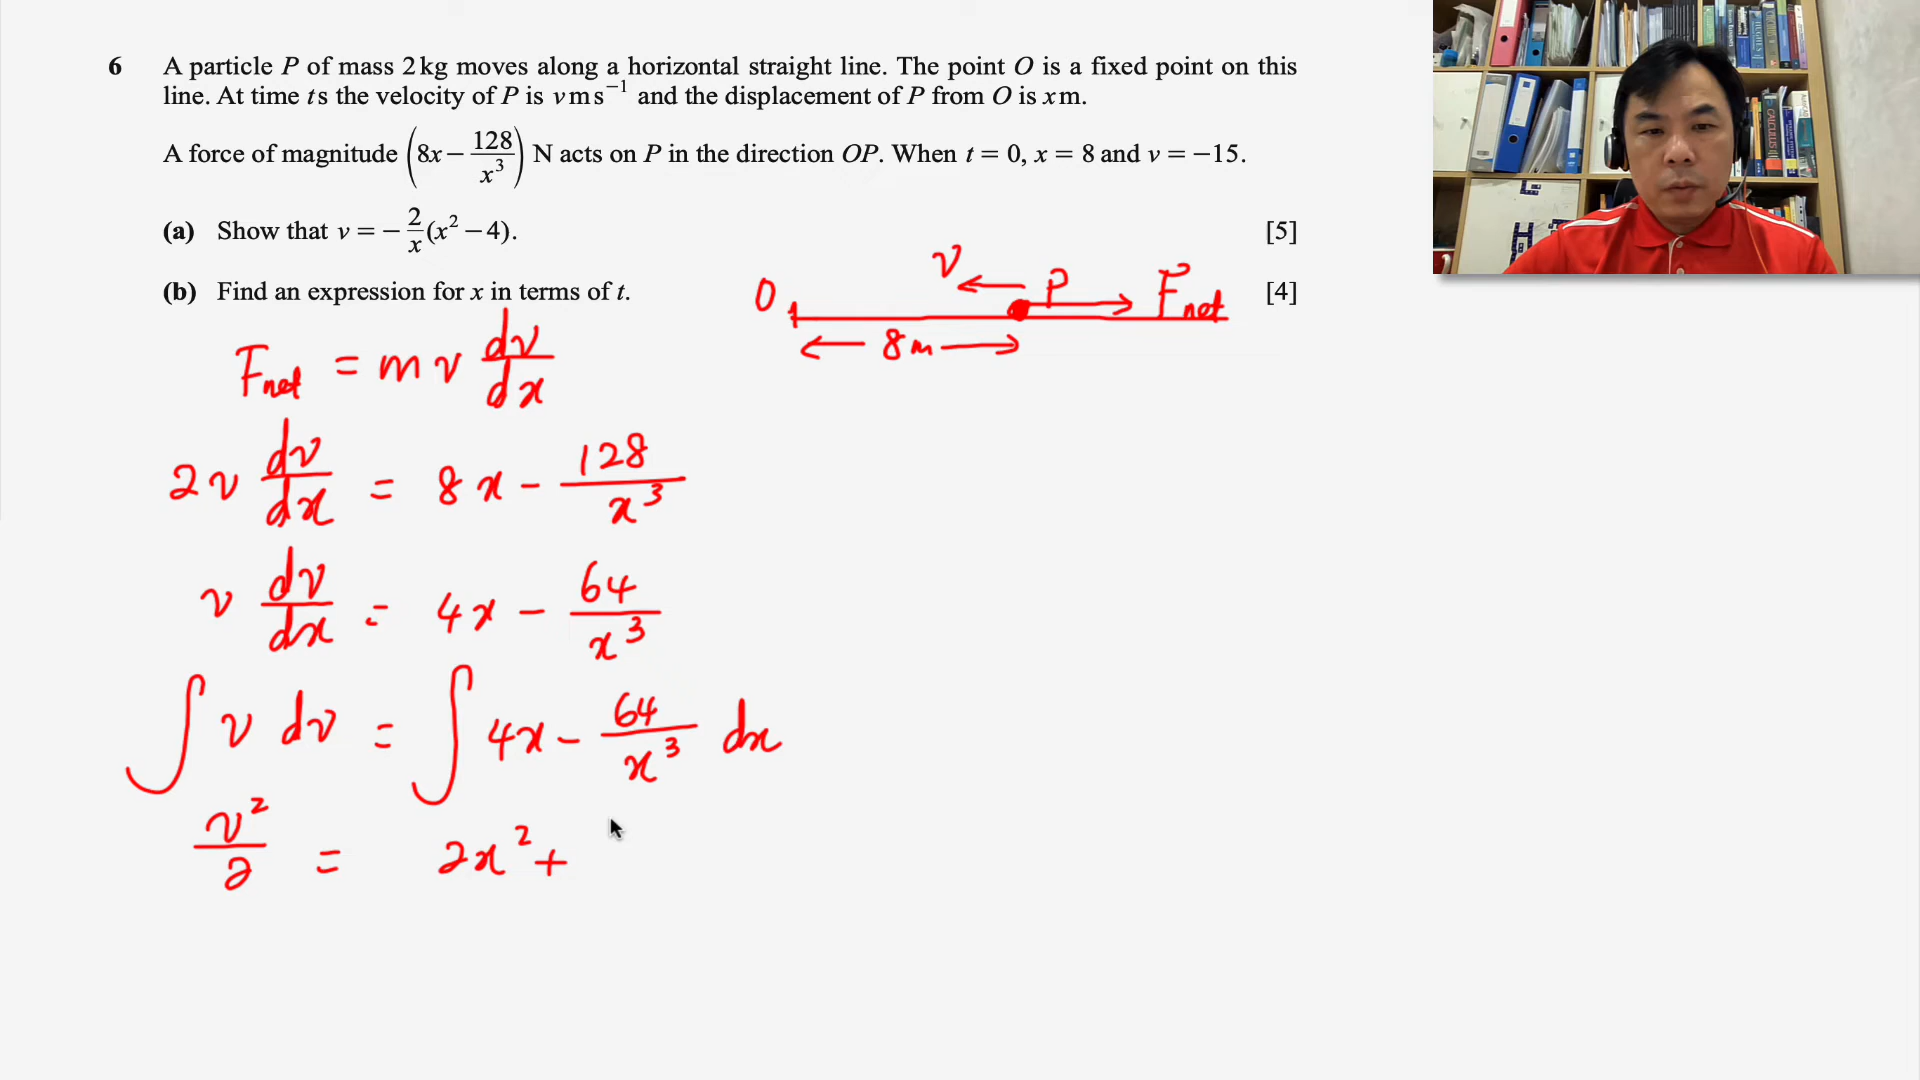 6 A particle P of mass 2 kg moves along a horizontal straight line. The point O is a fixed point on this
line. At time t s the velocity of P is v m s⁻¹ and the displacement of P from O is x m.
A force of magnitude (8x − 128/x³) N acts on P in the direction OP. When t = 0, x = 8 and v = −15.
(a) Show that v = −2/x (x² − 4). [5]
(b) Find an expression for x in terms of t. [4]
O v P F_net
8m
F_net = mv dv/dx
2v dv/dx = 8x − 128/x³
v dv/dx = 4x − 64/x³
∫ v dv = ∫ 4x − 64/x³ dx
v²/2 = 2x² +
CALCULUS